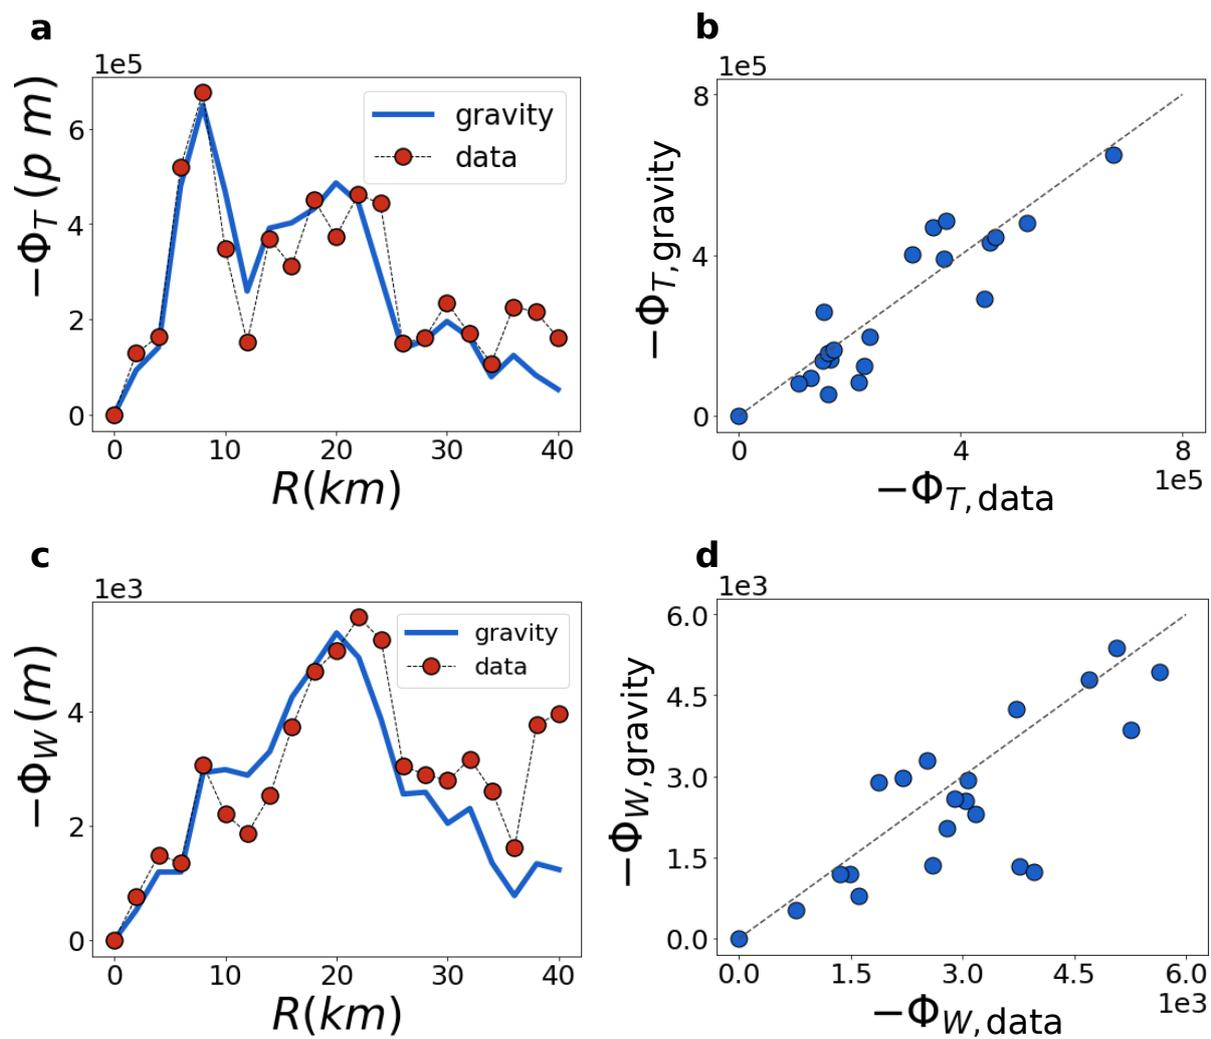 a
1e5
−Φ_T (p m)
6
4
2
0
gravity
data
0 10 20 30 40
R(km)
b
1e5
−Φ_T,gravity
8
4
0
0 4 8
1e5
−Φ_T,data
c
1e3
−Φ_W (m)
4
2
0
gravity
data
0 10 20 30 40
R(km)
d
1e3
−Φ_W,gravity
6.0
4.5
3.0
1.5
0.0
0.0 1.5 3.0 4.5 6.0
1e3
−Φ_W,data